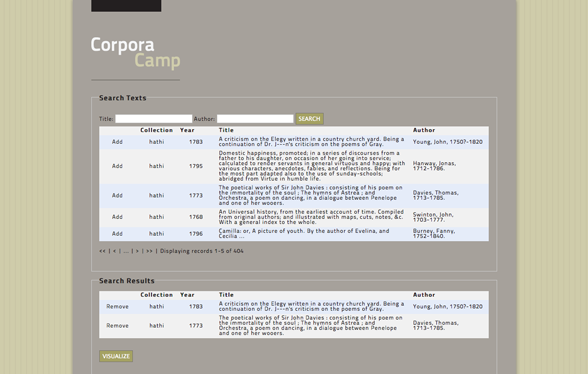 Corpora
Camp
Search Texts
Title: Author: SEARCH
Collection Year Title Author
Add hathi 1783 A criticism on the Elegy written in a country church yard. Being a Young, John, 1750?-1820
continuation of Dr. J---n's criticism on the poems of Gray.
Domestic happiness, promoted; in a series of discourses from a
father to his daughter, on occasion of her going into service;
calculated to render servants in general virtuous and happy; with
Add hathi 1795 various characters, anecdotes, fables, and reflections. Being for Hanway, Jonas, 1712-1786.
the most part adapted also to the use of sunday-schools;
abridged from Virtue in humble life.
The poetical works of Sir John Davies : consisting of his poem on
Add hathi 1773 the immortality of the soul ; The hymns of Astrea ; and Davies, Thomas,
Orchestra, a poem on dancing, in a dialogue between Penelope 1713-1785.
and one of her wooers.
An Universal history, from the earliest account of time. Compiled
Add hathi 1768 from original authors; and illustrated with maps, cuts, notes, &c. Swinton, John, 1703-1777.
With a general index to the whole.
Add hathi 1796 Camilla: or, A picture of youth. By the author of Evelina, and Burney, Fanny,
Cecilia ... 1752-1840.
<< | < | ... | > | >> | Displaying records 1-5 of 404
Search Results
Collection Year Title Author
Remove hathi 1783 A criticism on the Elegy written in a country church yard. Being a Young, John, 1750?-1820
continuation of Dr. J---n's criticism on the poems of Gray.
The poetical works of Sir John Davies : consisting of his poem on
Remove hathi 1773 the immortality of the soul ; The hymns of Astrea ; and Davies, Thomas,
Orchestra, a poem on dancing, in a dialogue between Penelope 1713-1785.
and one of her wooers.
VISUALIZE